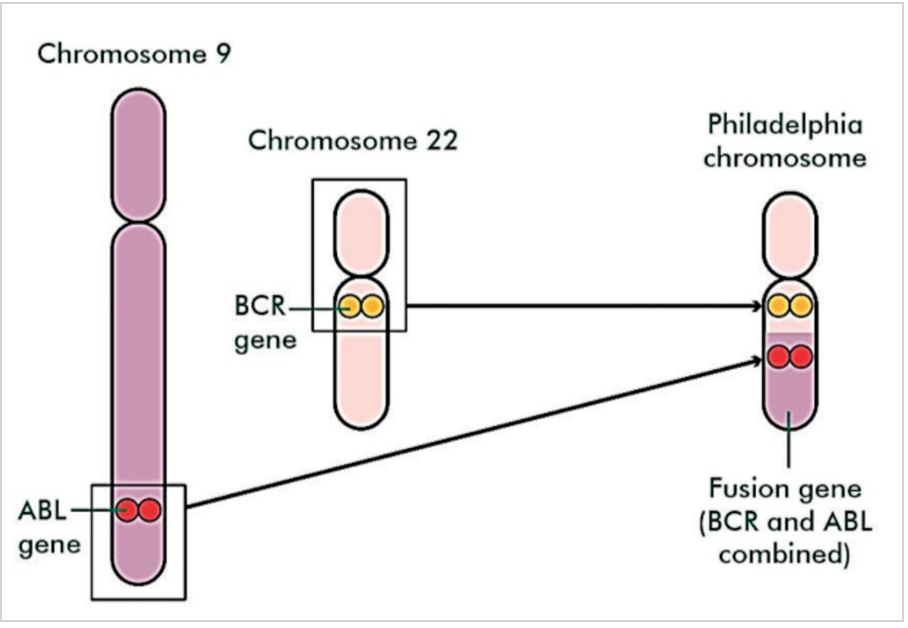 Chromosome 9
Chromosome 22
Philadelphia
chromosome
BCR
gene
ABL
gene
Fusion gene
(BCR and ABL
combined)